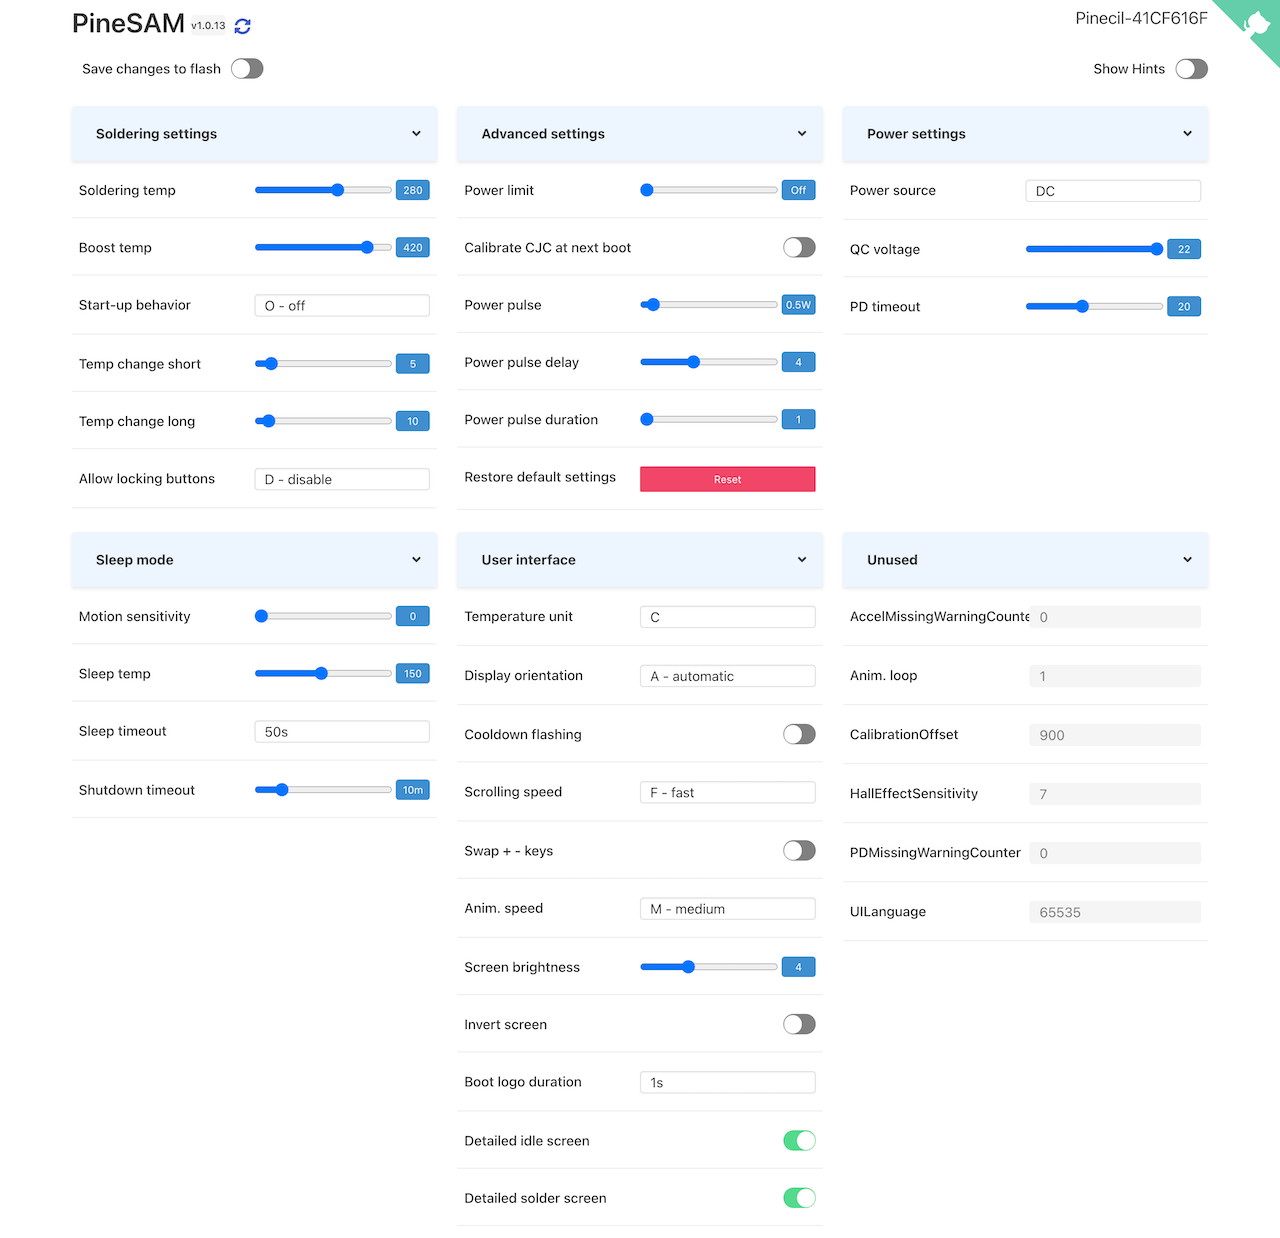 PineSAM v1.0.13
Pinecil-41CF616F
Save changes to flash
Show Hints
Soldering settings
Soldering temp 280
Boost temp 420
Start-up behavior O - off
Temp change short 5
Temp change long 10
Allow locking buttons D - disable
Advanced settings
Power limit Off
Calibrate CJC at next boot
Power pulse 0.5W
Power pulse delay 4
Power pulse duration 1
Restore default settings Reset
Power settings
Power source DC
QC voltage 22
PD timeout 20
Sleep mode
Motion sensitivity 0
Sleep temp 150
Sleep timeout 50s
Shutdown timeout 10m
User interface
Temperature unit C
Display orientation A - automatic
Cooldown flashing
Scrolling speed F - fast
Swap + - keys
Anim. speed M - medium
Screen brightness 4
Invert screen
Boot logo duration 1s
Detailed idle screen
Detailed solder screen
Unused
AccelMissingWarningCounte 0
Anim. loop 1
CalibrationOffset 900
HallEffectSensitivity 7
PDMissingWarningCounter 0
UILanguage 65535